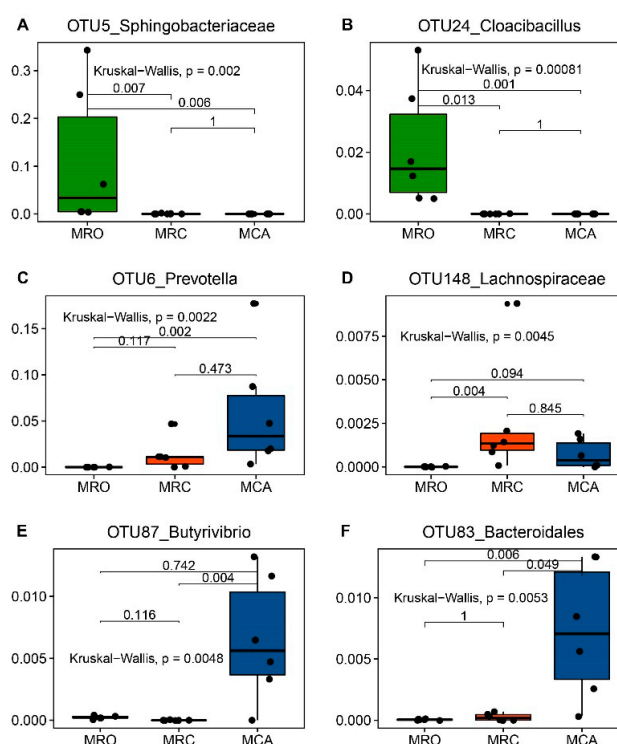 A OTU5_Sphingobacteriaceae
Kruskal−Wallis, p = 0.002
0.007
0.006
1
0.3
0.2
0.1
0.0
MRO MRC MCA
B OTU24_Cloacibacillus
Kruskal−Wallis, p = 0.00081
0.001
0.013
1
0.04
0.02
0.00
MRO MRC MCA
C OTU6_Prevotella
Kruskal−Wallis, p = 0.0022
0.002
0.117
0.473
0.15
0.10
0.05
0.00
MRO MRC MCA
D OTU148_Lachnospiraceae
Kruskal−Wallis, p = 0.0045
0.094
0.004
0.845
0.0075
0.0050
0.0025
0.0000
MRO MRC MCA
E OTU87_Butyrivibrio
0.742
0.004
0.116
Kruskal−Wallis, p = 0.0048
0.010
0.005
0.000
MRO MRC MCA
F OTU83_Bacteroidales
0.006
0.049
Kruskal−Wallis, p = 0.0053
1
0.010
0.005
0.000
MRO MRC MCA